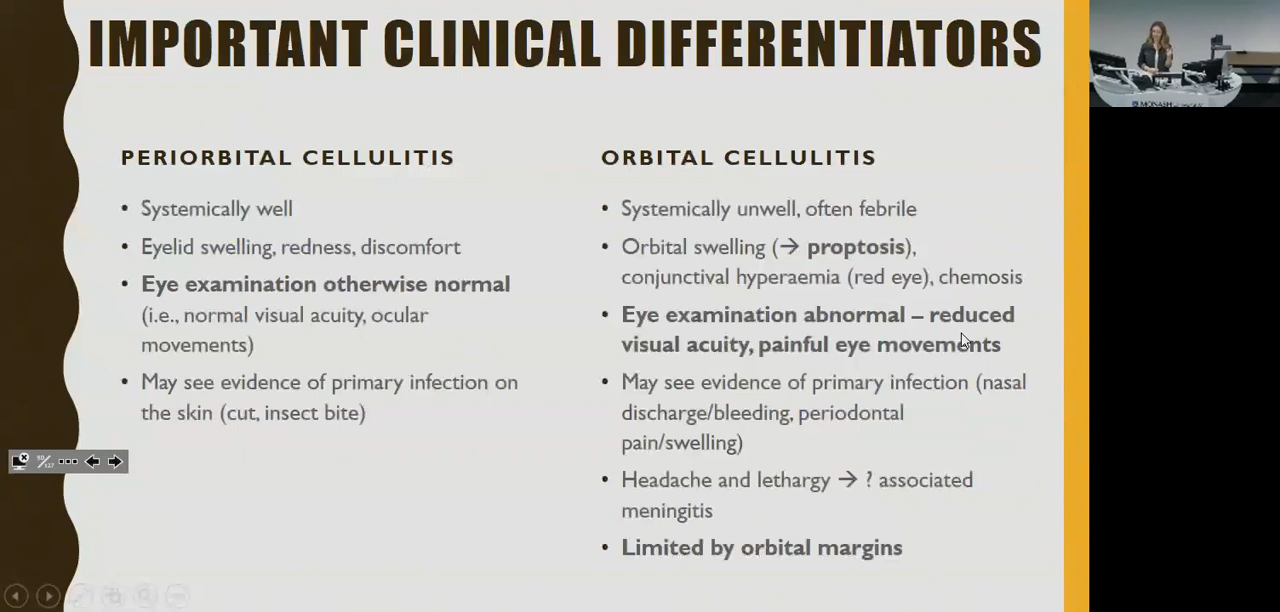 IMPORTANT CLINICAL DIFFERENTIATORS
PERIORBITAL CELLULITIS
• Systemically well
• Eyelid swelling, redness, discomfort
• Eye examination otherwise normal
(i.e., normal visual acuity, ocular
movements)
• May see evidence of primary infection on
the skin (cut, insect bite)
ORBITAL CELLULITIS
• Systemically unwell, often febrile
• Orbital swelling (→ proptosis),
conjunctival hyperaemia (red eye), chemosis
• Eye examination abnormal – reduced
visual acuity, painful eye movements
• May see evidence of primary infection (nasal
discharge/bleeding, periodontal
pain/swelling)
• Headache and lethargy → ? associated
meningitis
• Limited by orbital margins
MONASH